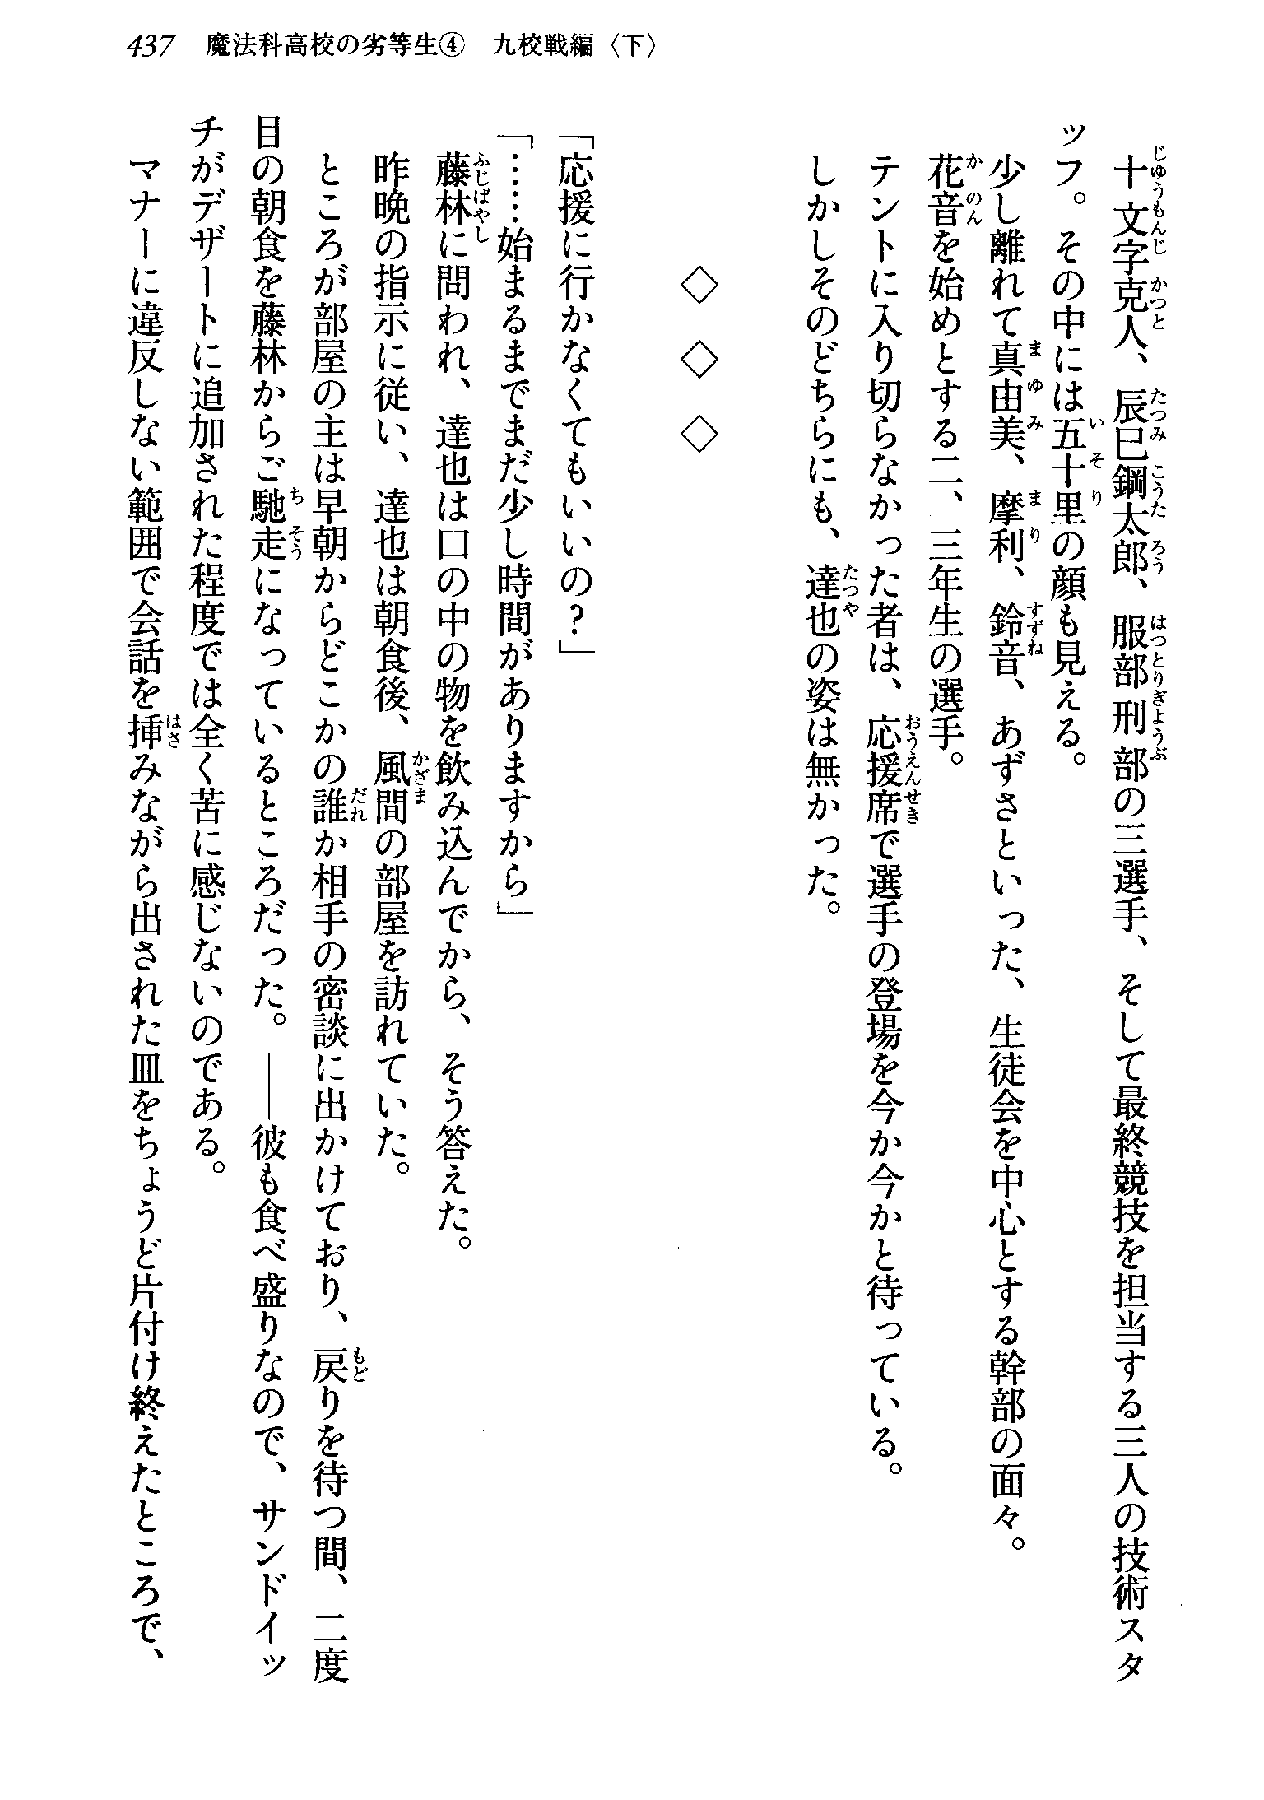 437 魔法科高校の劣等生④ 九校戦編〈下〉
十文字克人、辰巳鋼太郎、服部刑部の三選手、そして最終競技を担当する三人の技術スタ
ッフ。その中には五十里の顔も見える。
少し離れて真由美、摩利、鈴音、あずさといった、生徒会を中心とする幹部の面々。
花音を始めとする二、三年生の選手。
テントに入り切らなかった者は、応援席で選手の登場を今か今かと待っている。
しかしそのどちらにも、達也の姿は無かった。
◇ ◇ ◇
「応援に行かなくてもいいの？」
「……始まるまでまだ少し時間がありますから」
藤林に問われ、達也は口の中の物を飲み込んでから、そう答えた。
昨晩の指示に従い、達也は朝食後、風間の部屋を訪れていた。
ところが部屋の主は早朝からどこかの誰か相手の密談に出かけており、戻りを待つ間、二度
目の朝食を藤林からご馳走になっているところだった。――彼も食べ盛りなので、サンドイッ
チがデザートに追加された程度では全く苦に感じないのである。
マナーに違反しない範囲で会話を挿みながら出された皿をちょうど片付け終えたところで、